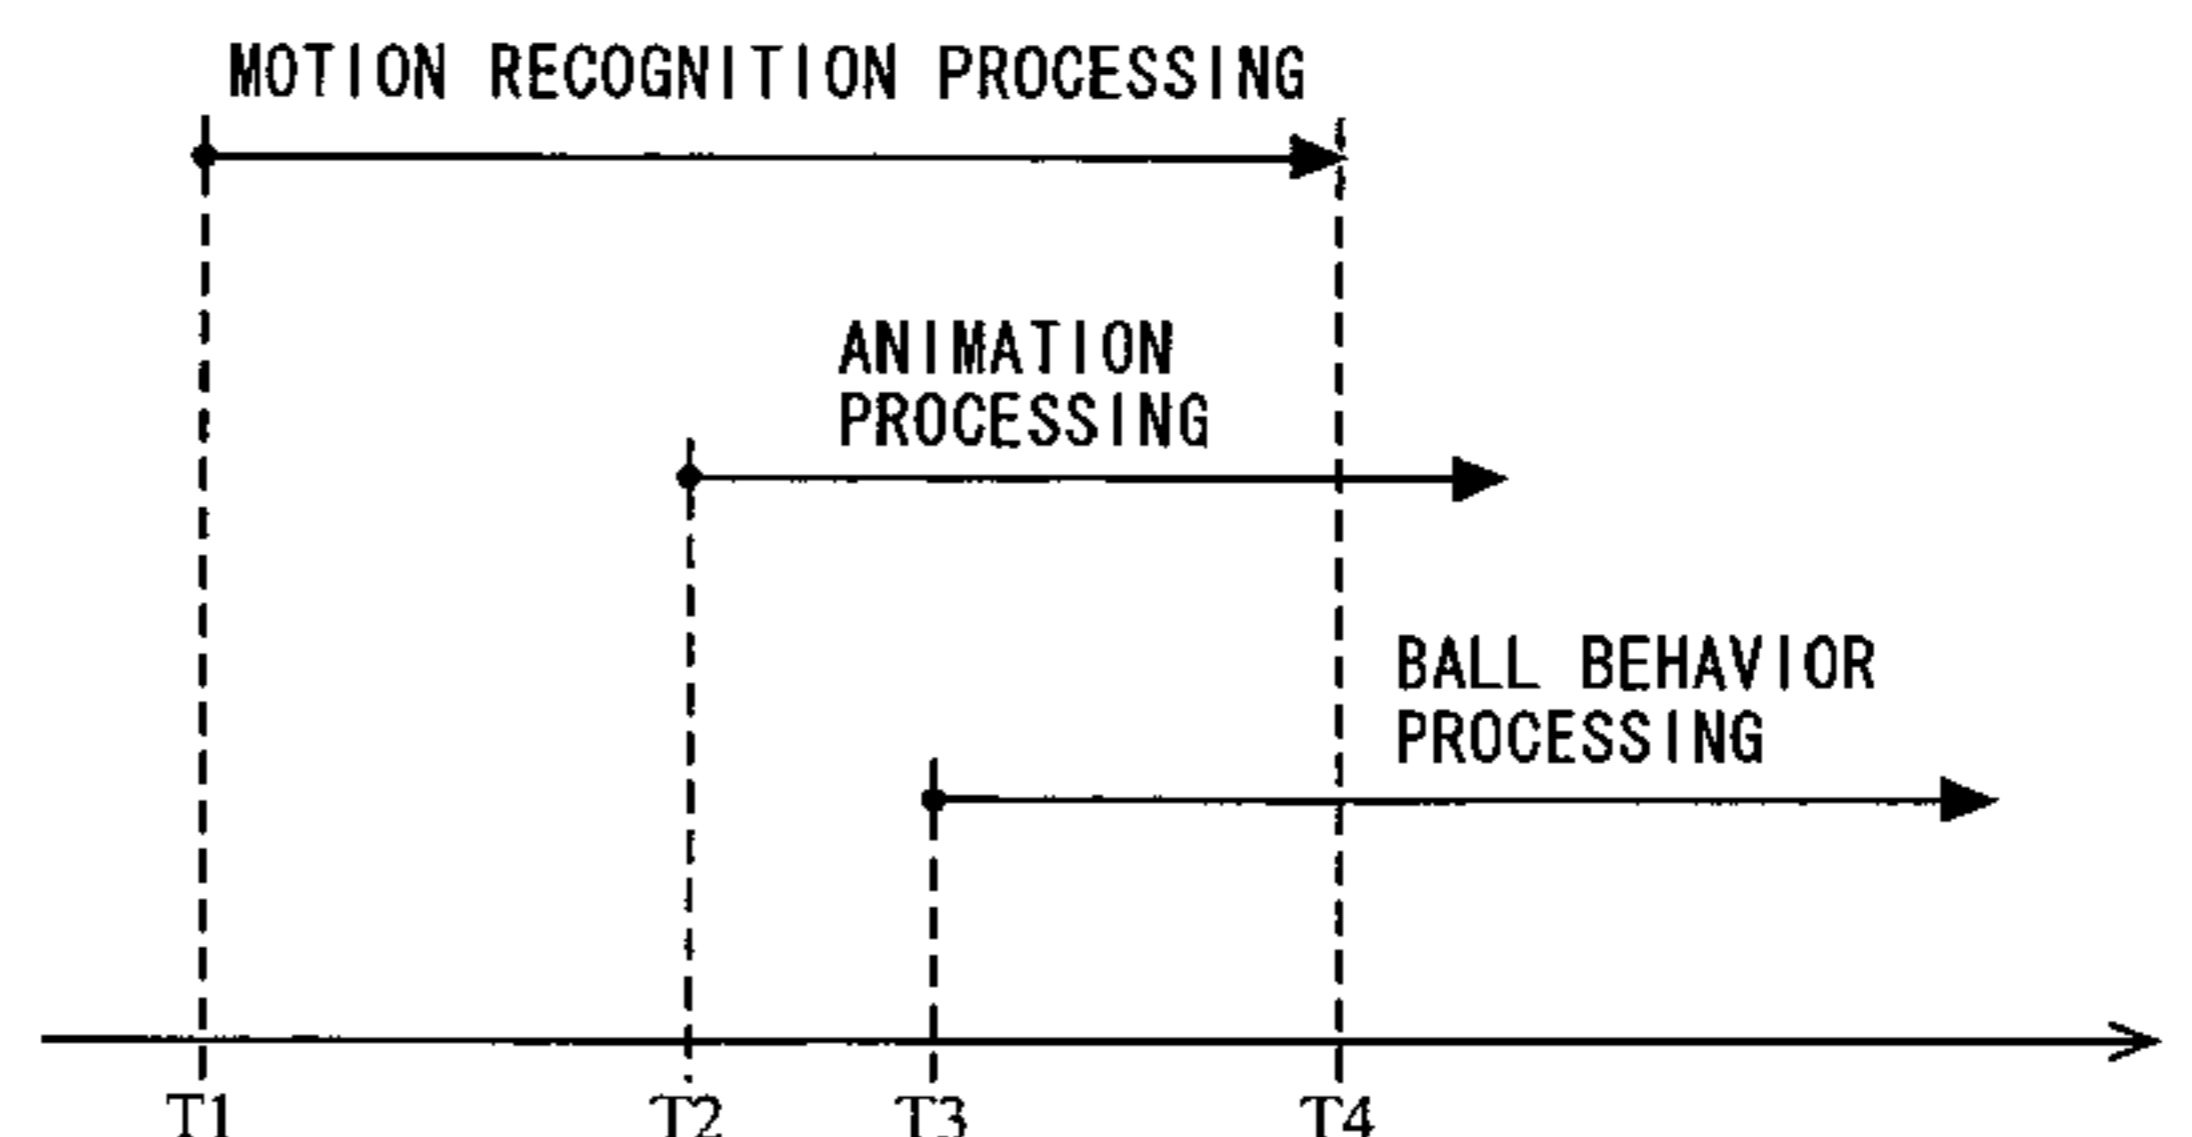 MOTION RECOGNITION PROCESSING
ANIMATION
PROCESSING
BALL BEHAVIOR
PROCESSING
T1 T2 T3 T4